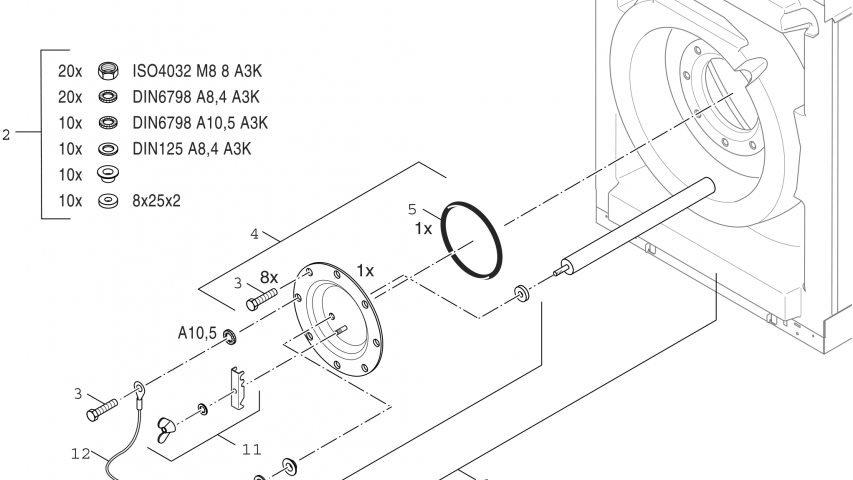 20x ISO4032 M8 8 A3K
20x DIN6798 A8,4 A3K
10x DIN6798 A10,5 A3K
2
10x DIN125 A8,4 A3K
10x
10x 8x25x2
5
1x
4
3 8x
1x
A10,5
3
11
12